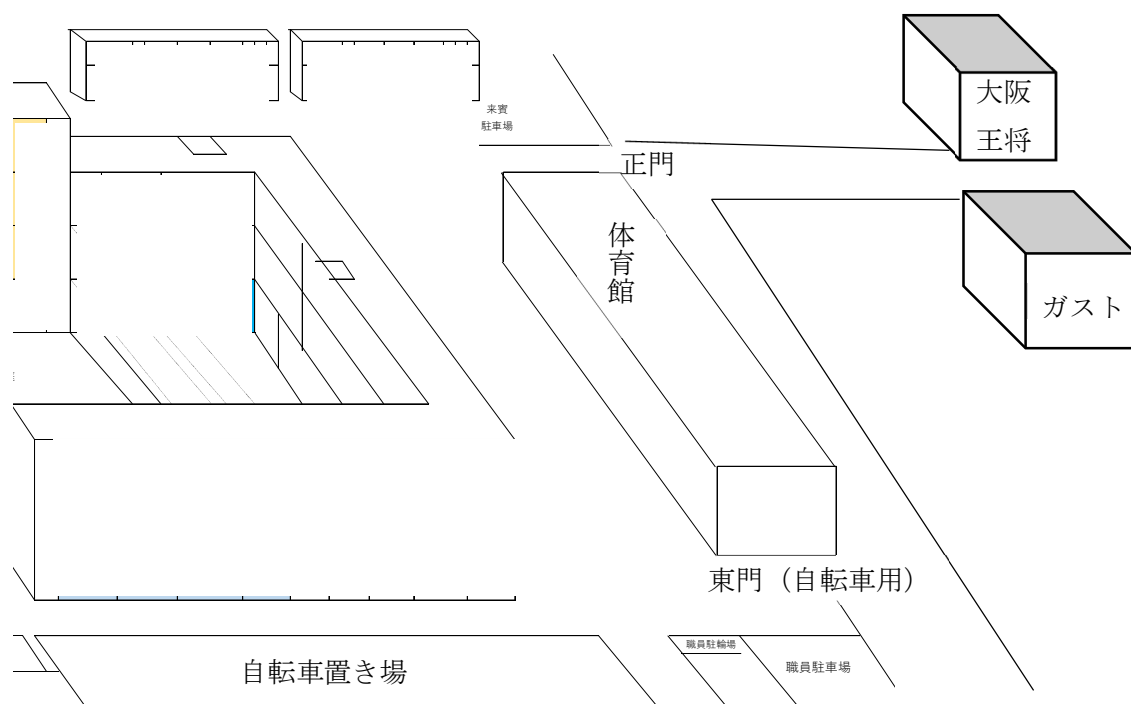 大阪
王将
来賓
駐車場
正門
体育館
ガスト
東門（自転車用）
職員駐輪場
職員駐車場
自転車置き場